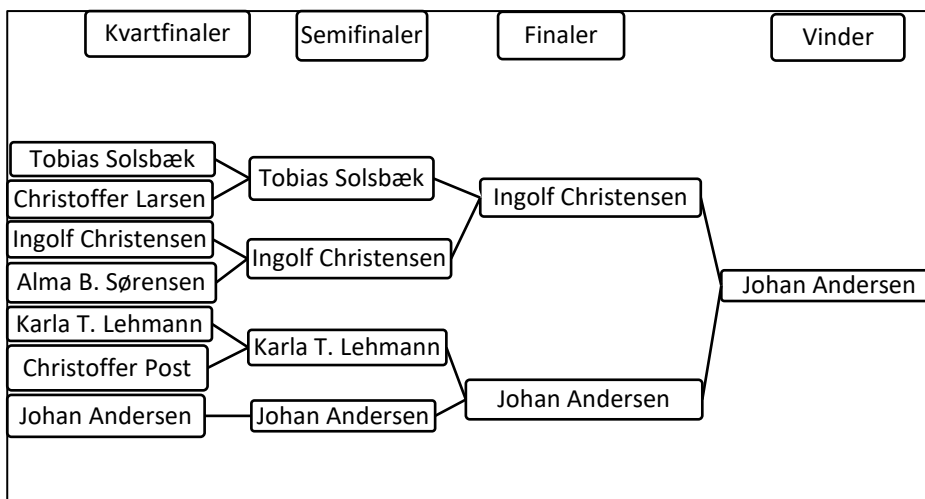 Kvartfinaler
Semifinaler
Finaler
Vinder
Tobias Solsbæk
Christoffer Larsen
Ingolf Christensen
Alma B. Sørensen
Karla T. Lehmann
Christoffer Post
Johan Andersen
Tobias Solsbæk
Ingolf Christensen
Karla T. Lehmann
Johan Andersen
Ingolf Christensen
Johan Andersen
Johan Andersen